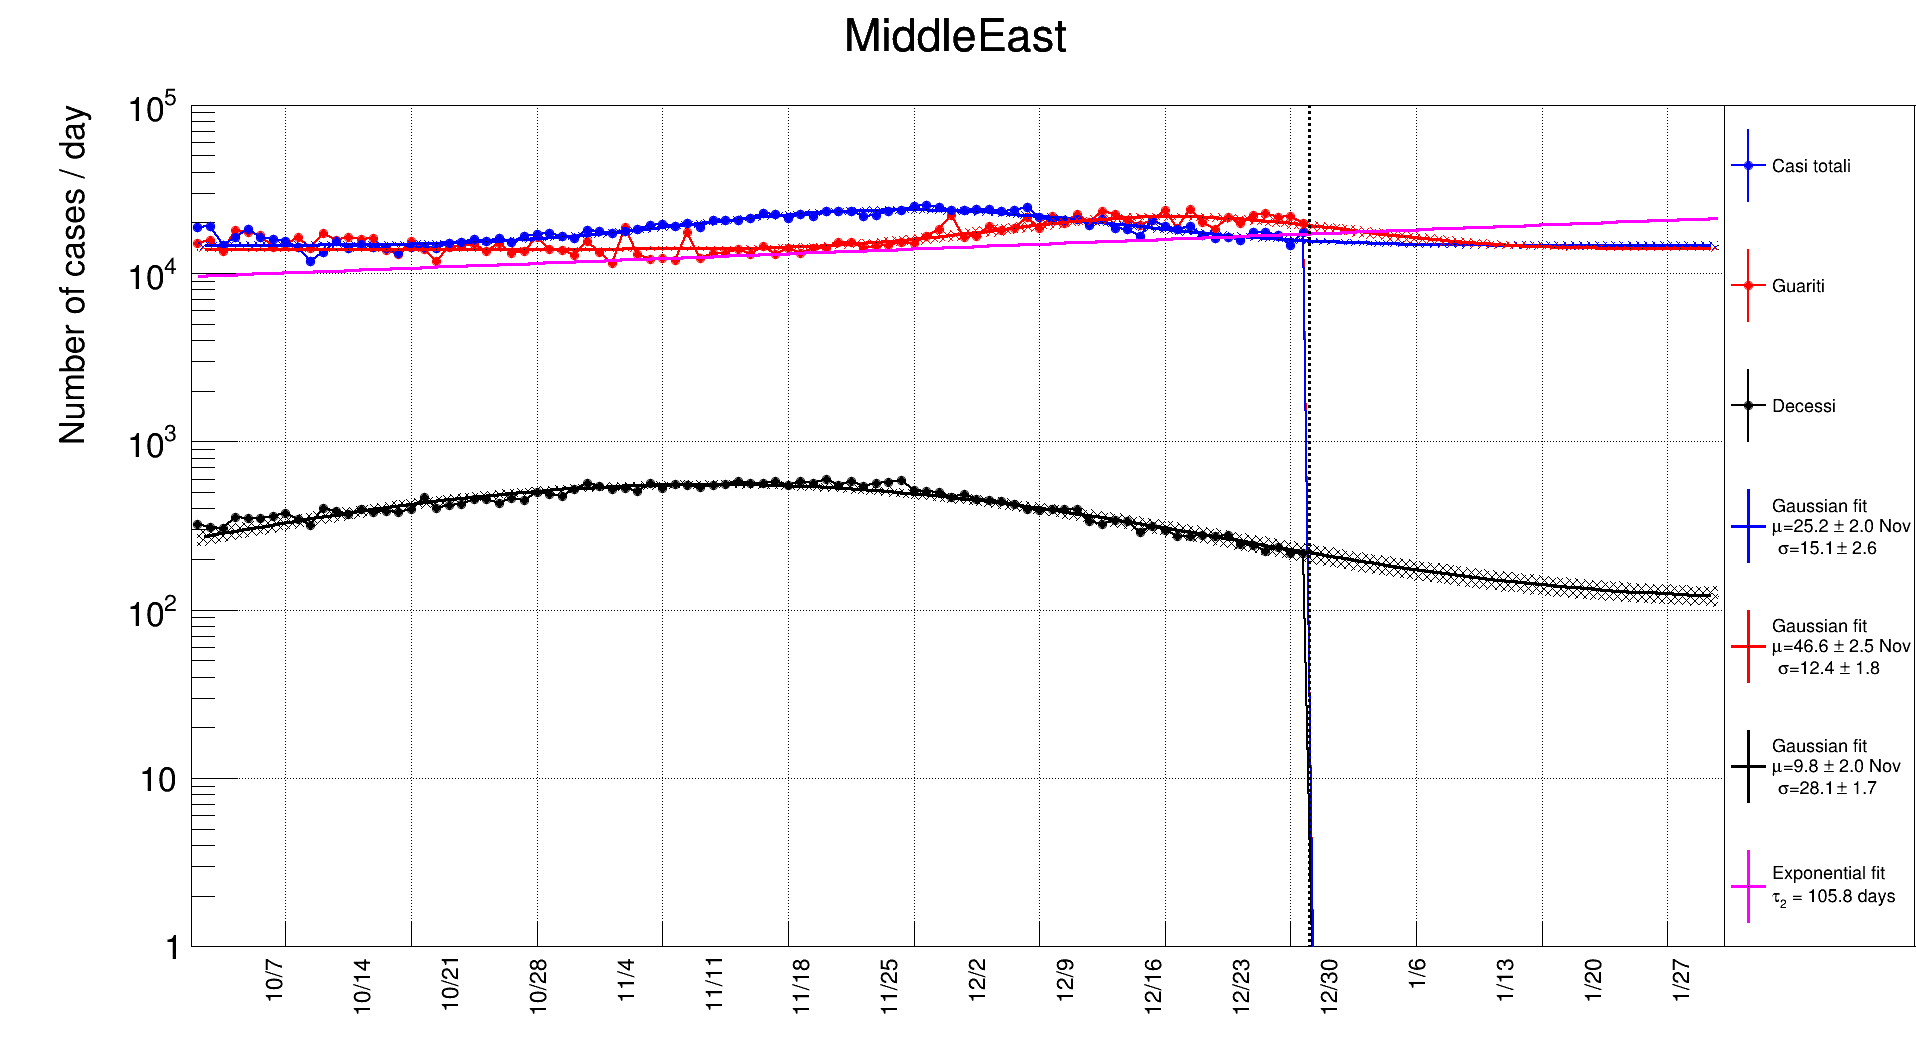 MiddleEast
Number of cases / day
10^5
10^4
10^3
10^2
10
1
10/7
10/14
10/21
10/28
11/4
11/11
11/18
11/25
12/2
12/9
12/16
12/23
12/30
1/6
1/13
1/20
1/27
Casi totali
Guariti
Decessi
Gaussian fit
μ=25.2 ± 2.0 Nov
σ=15.1 ± 2.6
Gaussian fit
μ=46.6 ± 2.5 Nov
σ=12.4 ± 1.8
Gaussian fit
μ=9.8 ± 2.0 Nov
σ=28.1 ± 1.7
Exponential fit
τ₂ = 105.8 days